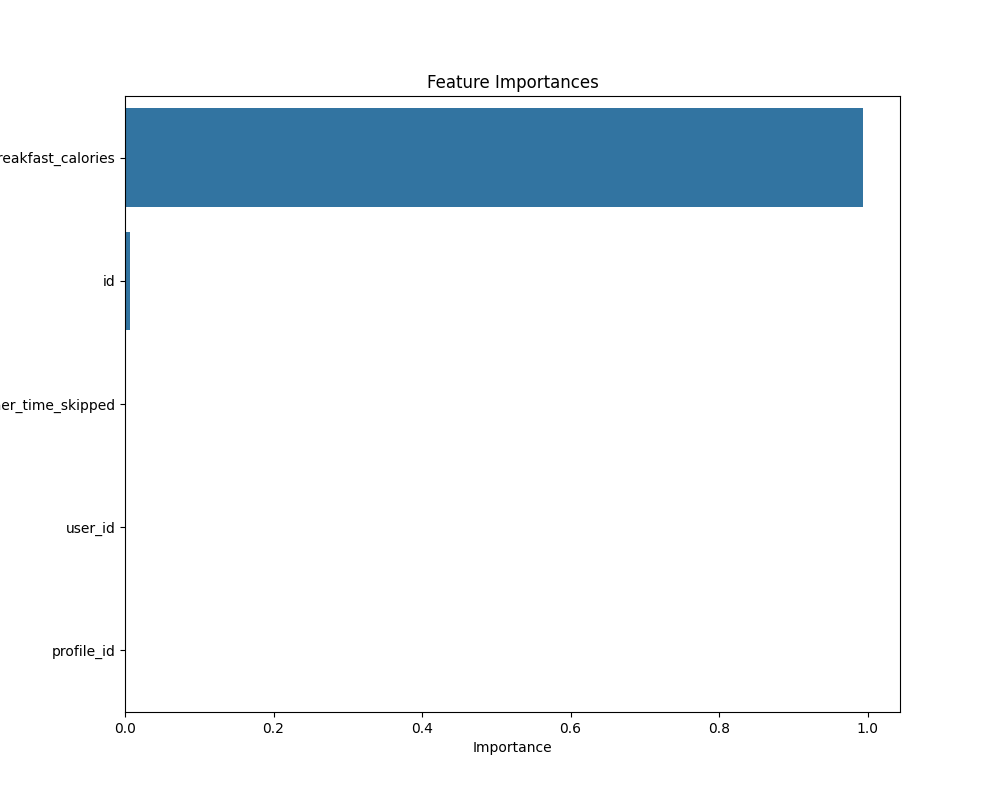 Feature Importances
reakfast_calories
id
er_time_skipped
user_id
profile_id
0.0 0.2 0.4 0.6 0.8 1.0
Importance